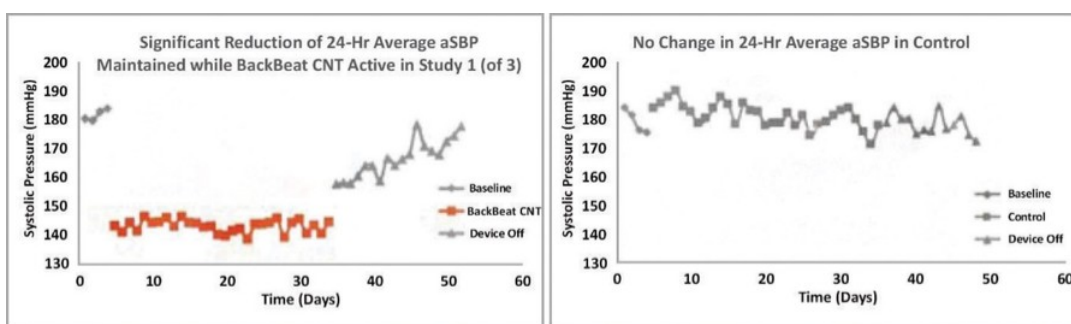 Significant Reduction of 24-Hr Average aSBP
Maintained while BackBeat CNT Active in Study 1 (of 3)
200
190
180
170
160
150
140
130
Systolic Pressure (mmHg)
Baseline
BackBeat CNT
Device Off
0 10 20 30 40 50 60
Time (Days)
No Change in 24-Hr Average aSBP in Control
200
190
180
170
160
150
140
130
Systolic Pressure (mmHg)
Baseline
Control
Device Off
0 10 20 30 40 50 60
Time (Days)